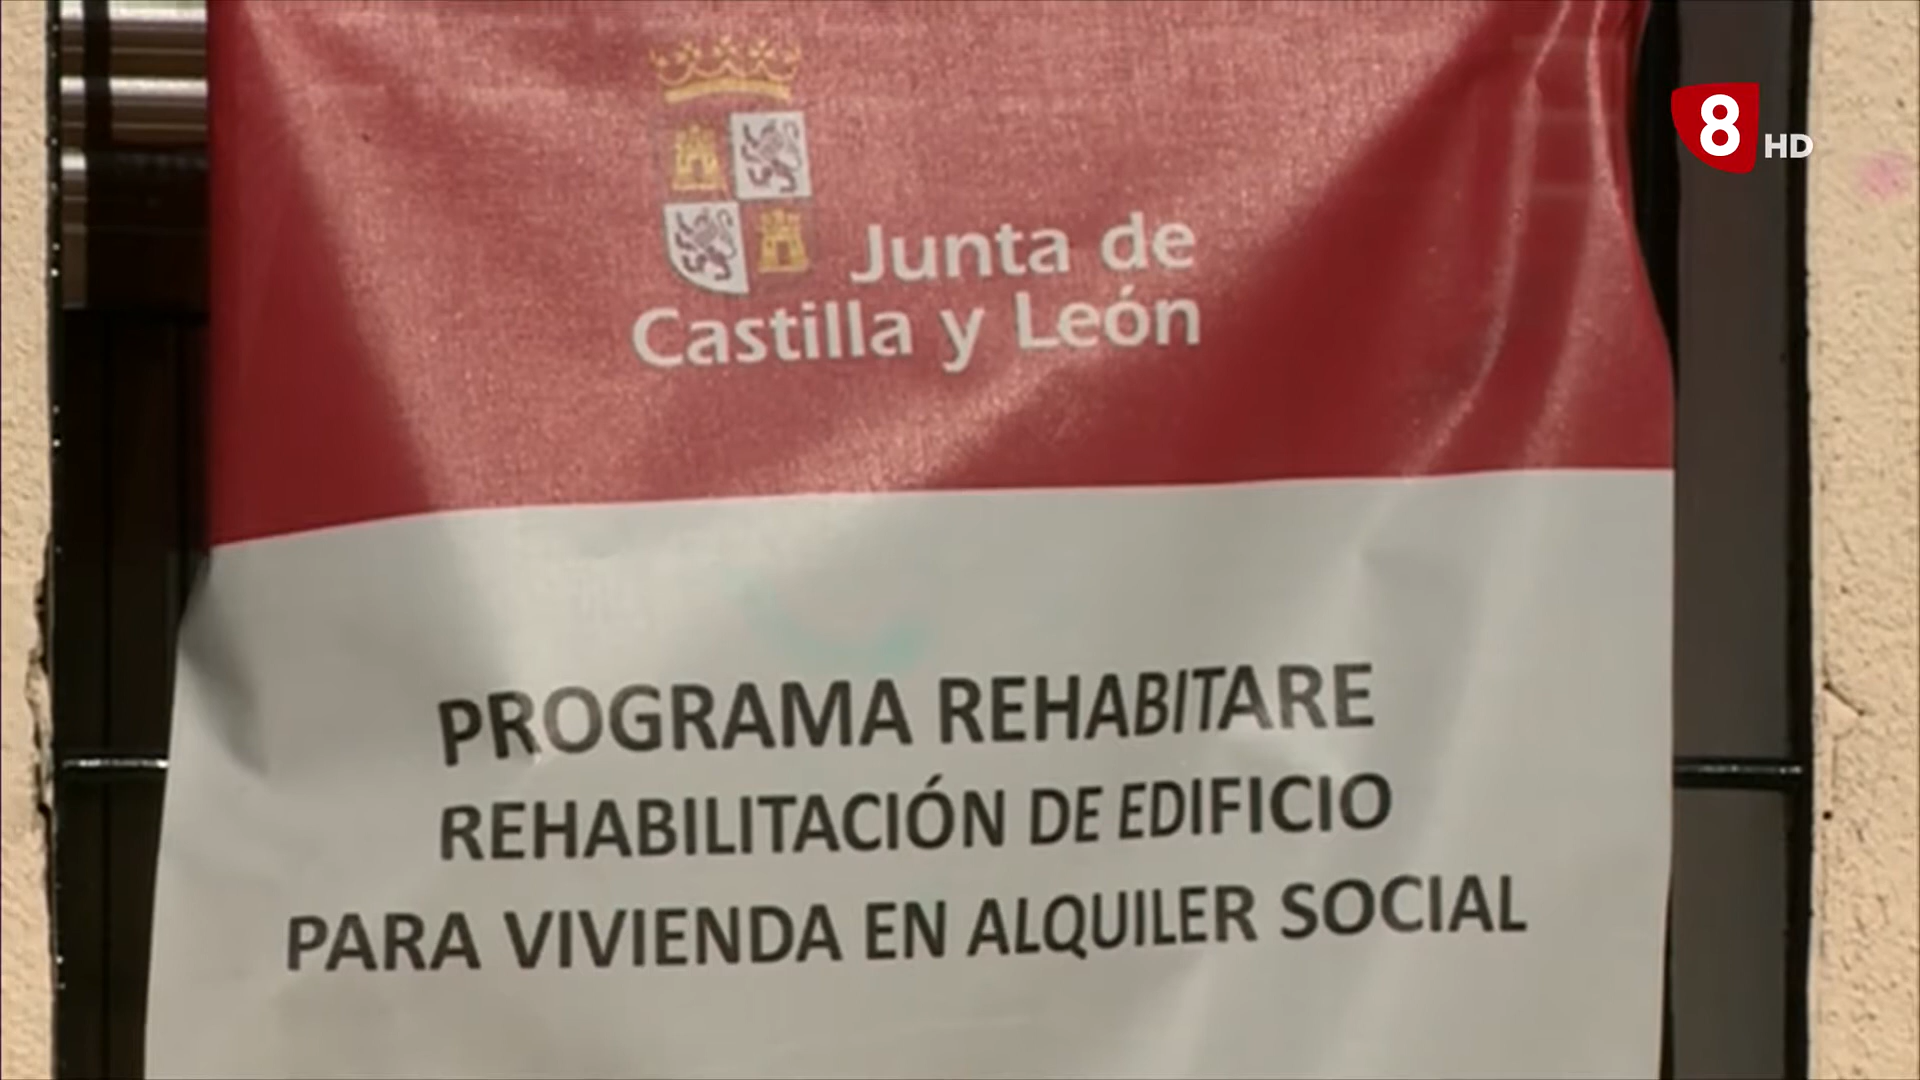 8 HD
Junta de
Castilla y León
PROGRAMA REHABITARE
REHABILITACIÓN DE EDIFICIO
PARA VIVIENDA EN ALQUILER SOCIAL